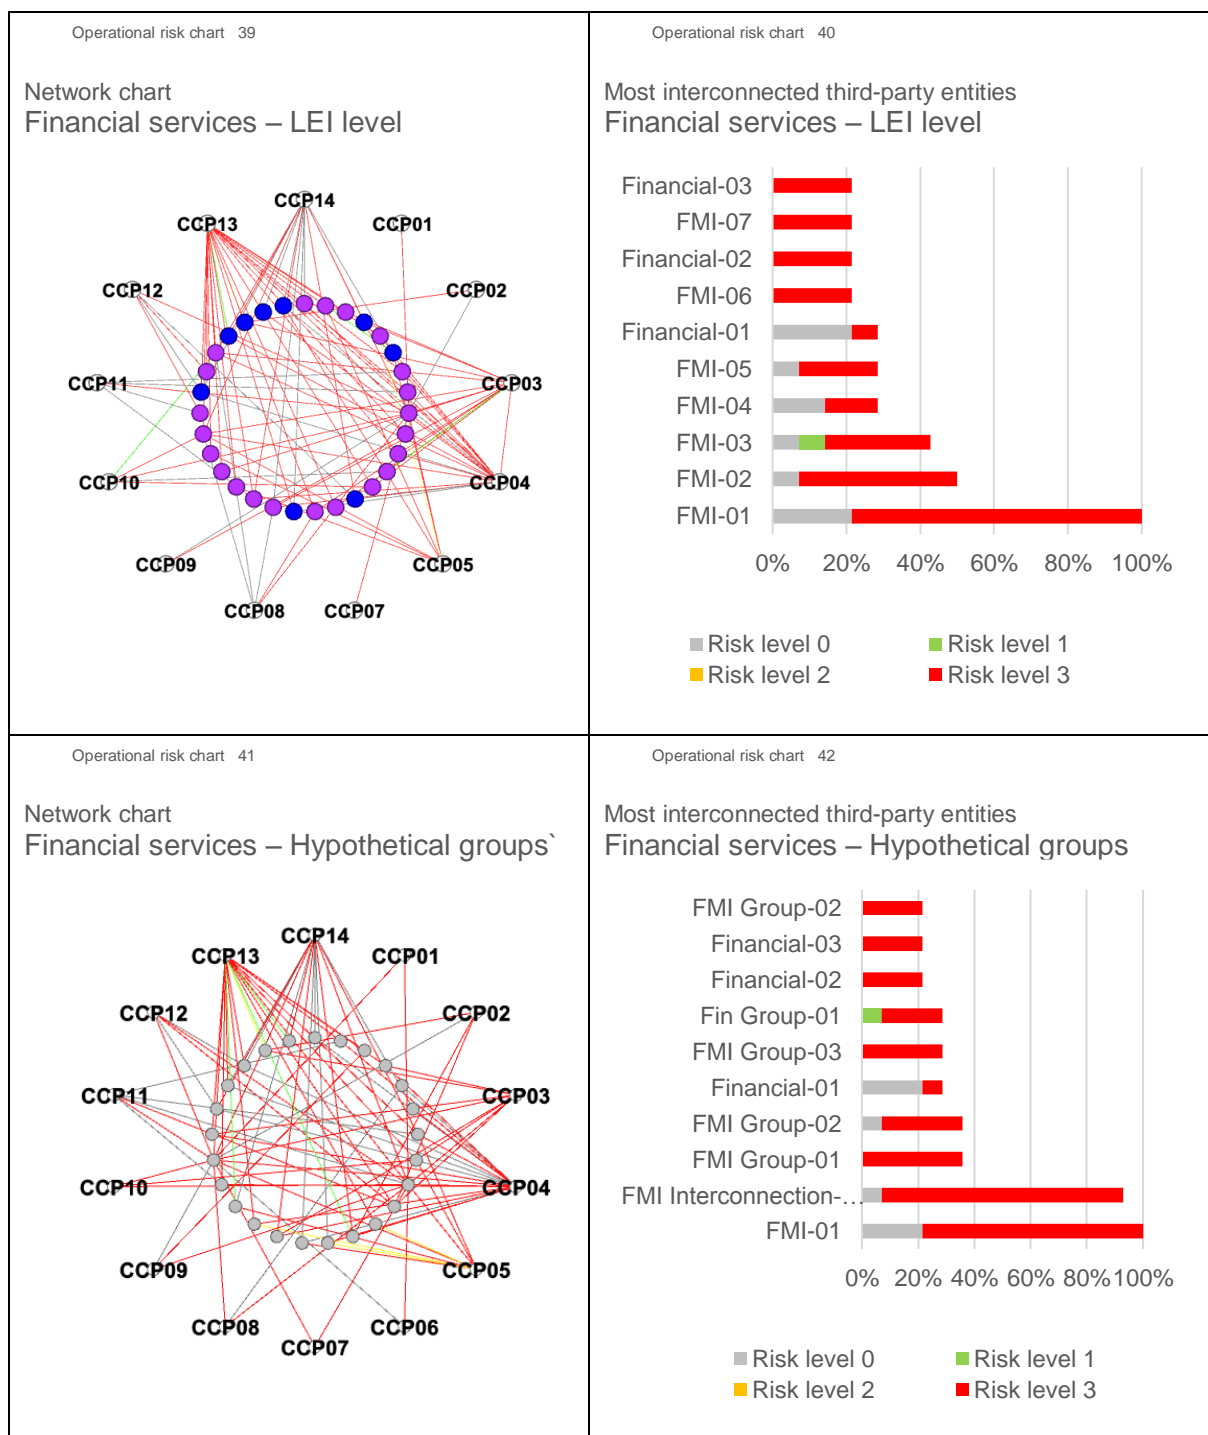 Operational risk chart 39
Network chart
Financial services – LEI level
CCP14
CCP13
CCP01
CCP12
CCP02
CCP11
CCP03
CCP10
CCP04
CCP09
CCP05
CCP08
CCP07
Operational risk chart 40
Most interconnected third-party entities
Financial services – LEI level
Financial-03
FMI-07
Financial-02
FMI-06
Financial-01
FMI-05
FMI-04
FMI-03
FMI-02
FMI-01
0% 20% 40% 60% 80% 100%
Risk level 0 Risk level 1
Risk level 2 Risk level 3
Operational risk chart 41
Network chart
Financial services – Hypothetical groups`
CCP14
CCP13
CCP01
CCP12
CCP02
CCP11
CCP03
CCP10
CCP04
CCP09
CCP05
CCP08
CCP06
CCP07
Operational risk chart 42
Most interconnected third-party entities
Financial services – Hypothetical groups
FMI Group-02
Financial-03
Financial-02
Fin Group-01
FMI Group-03
Financial-01
FMI Group-02
FMI Group-01
FMI Interconnection-…
FMI-01
0% 20% 40% 60% 80% 100%
Risk level 0 Risk level 1
Risk level 2 Risk level 3